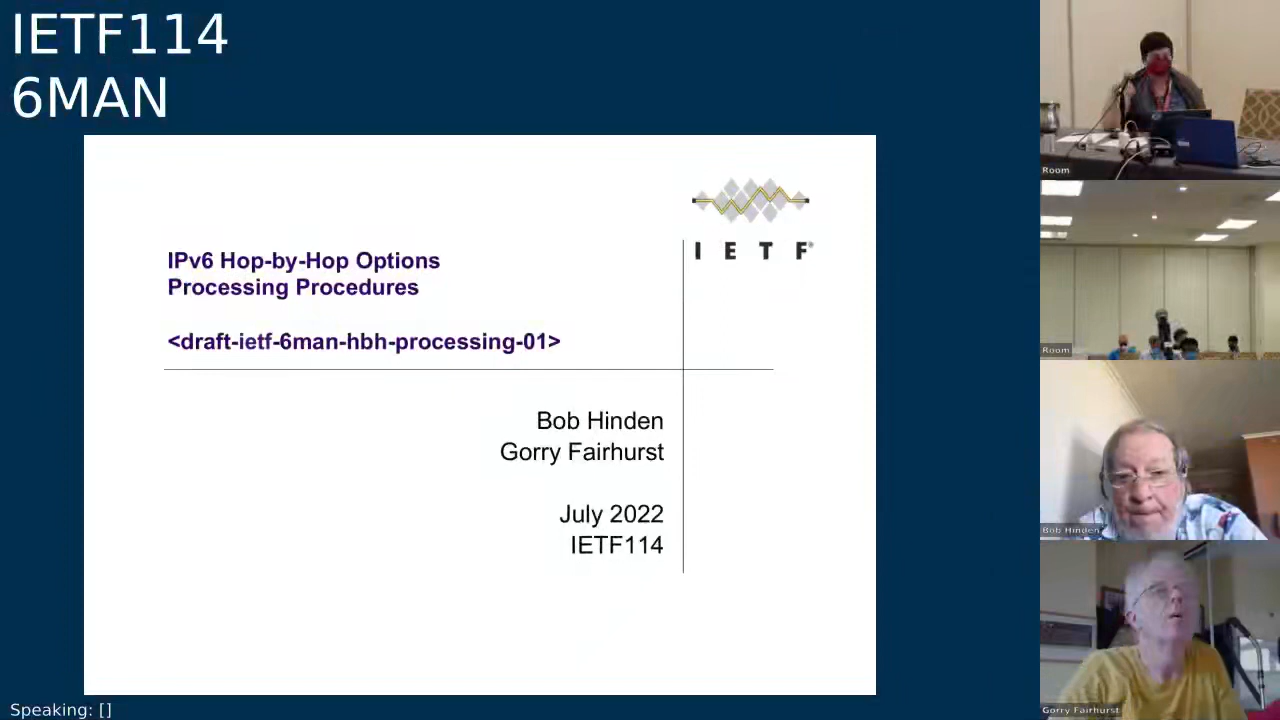 IETF114
6MAN
I E T F®
IPv6 Hop-by-Hop Options
Processing Procedures
<draft-ietf-6man-hbh-processing-01>
Bob Hinden
Gorry Fairhurst
July 2022
IETF114
Room
Room
Bob Hinden
Gorry Fairhurst
Speaking: []